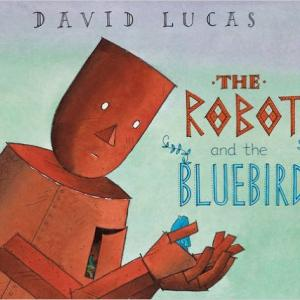 DAVID LUCAS
·THE·
ROBOT
and the
BLUEBIRD